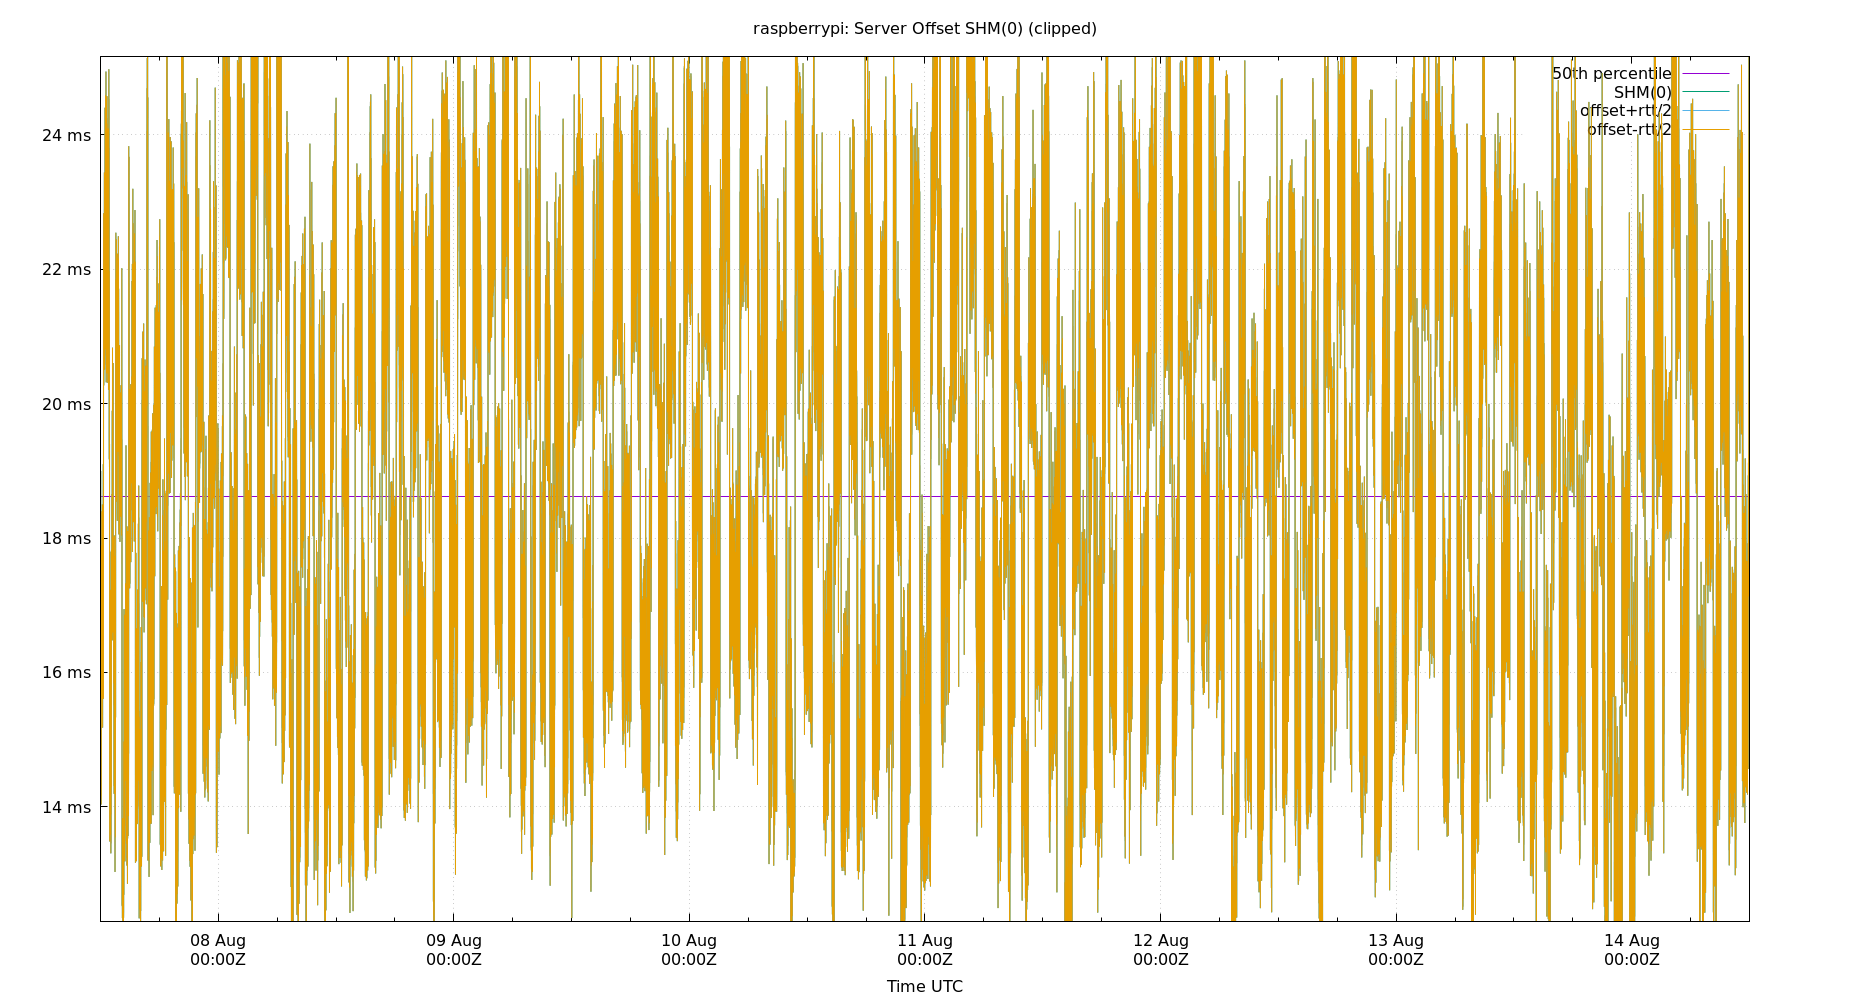 raspberrypi: Server Offset SHM(0) (clipped)
50th percentile
SHM(0)
offset+rtt/2
offset-rtt/2
24 ms
22 ms
20 ms
18 ms
16 ms
14 ms
08 Aug 09 Aug 10 Aug 11 Aug 12 Aug 13 Aug 14 Aug
00:00Z 00:00Z 00:00Z 00:00Z 00:00Z 00:00Z 00:00Z
Time UTC